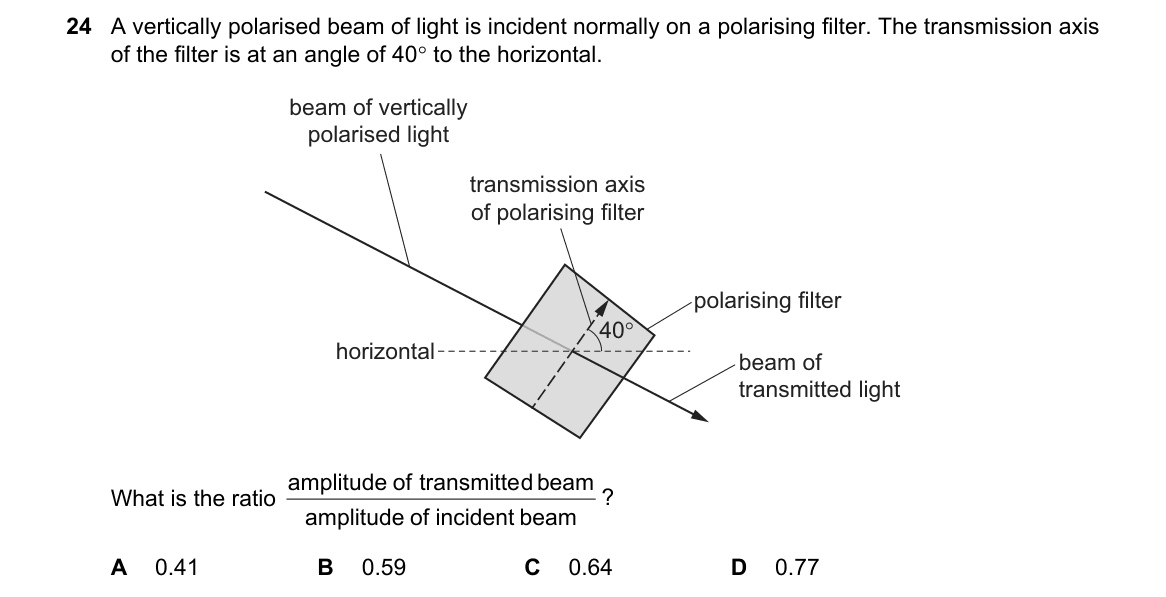 24 A vertically polarised beam of light is incident normally on a polarising filter. The transmission axis
of the filter is at an angle of 40° to the horizontal.
beam of vertically
polarised light
transmission axis
of polarising filter
polarising filter
40°
horizontal
beam of
transmitted light
What is the ratio amplitude of transmitted beam / amplitude of incident beam ?
A 0.41 B 0.59 C 0.64 D 0.77